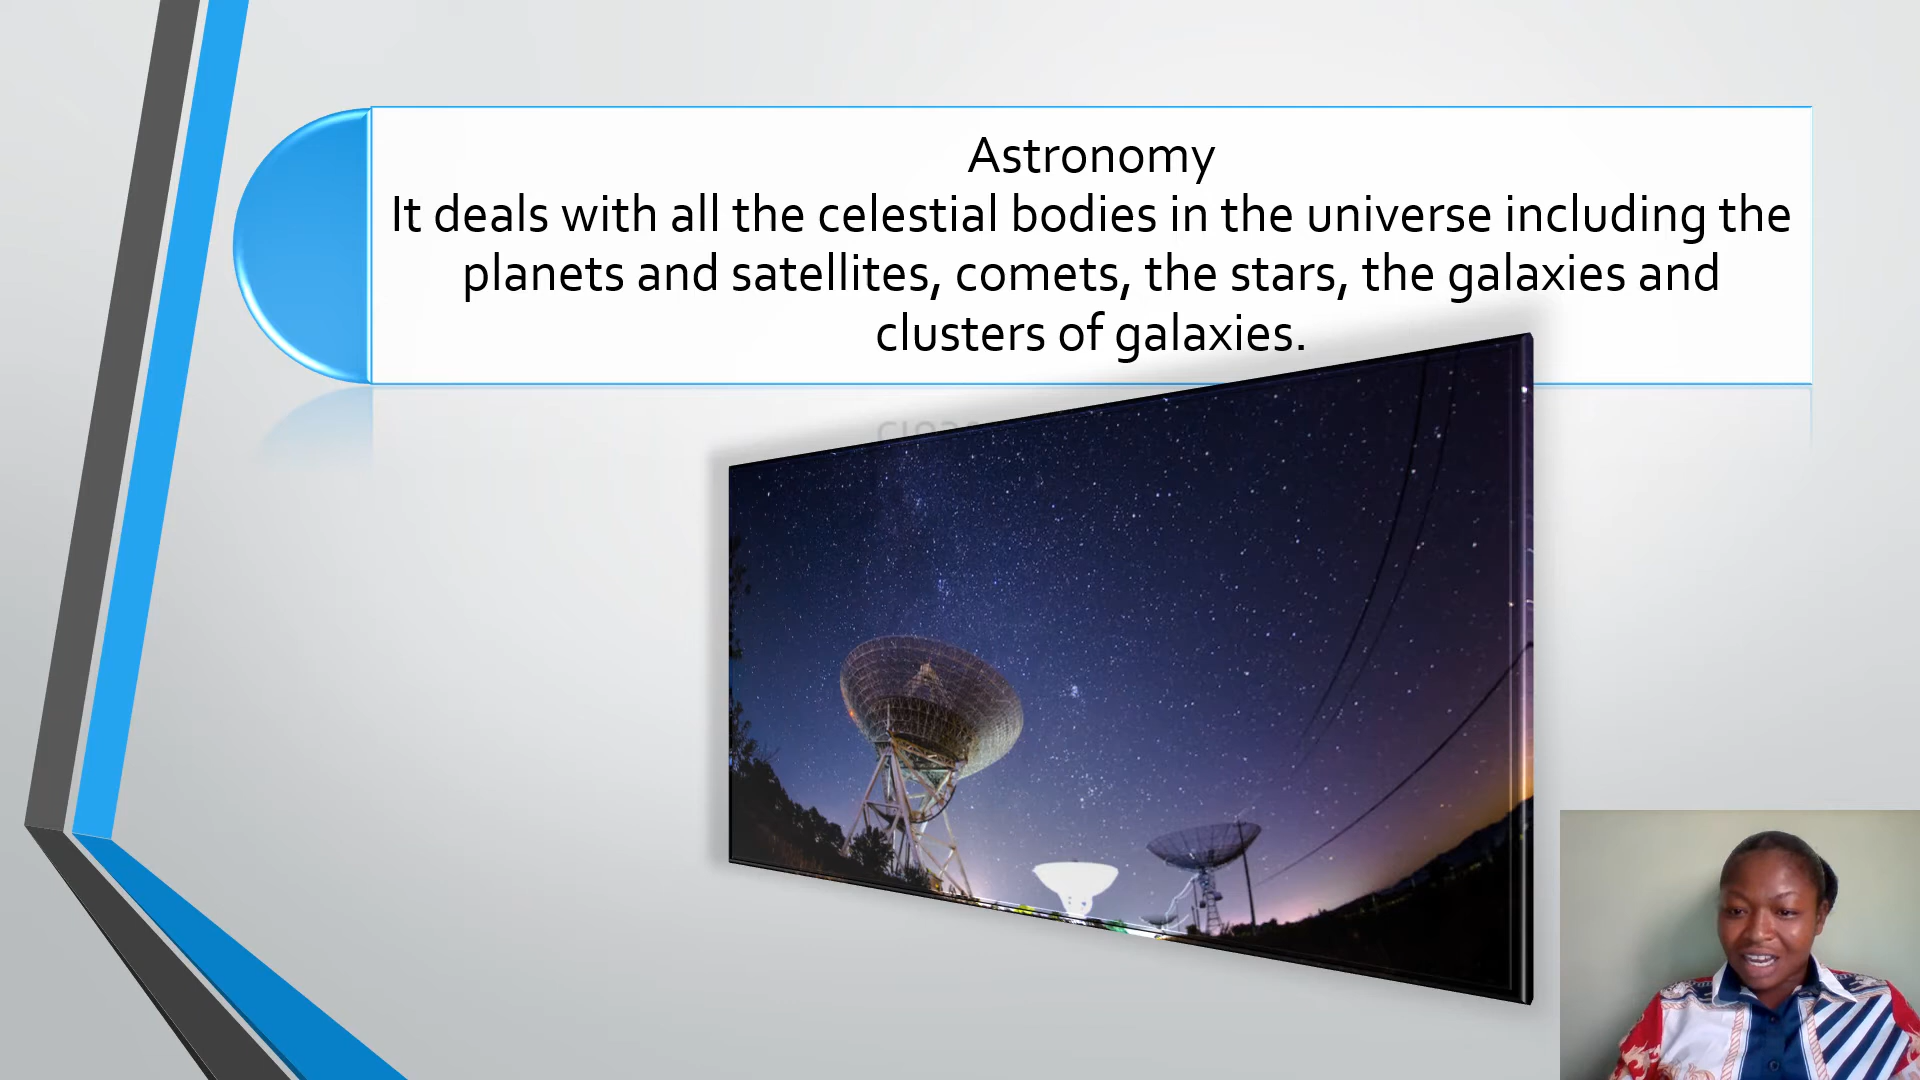 Astronomy
It deals with all the celestial bodies in the universe including the
planets and satellites, comets, the stars, the galaxies and
clusters of galaxies.